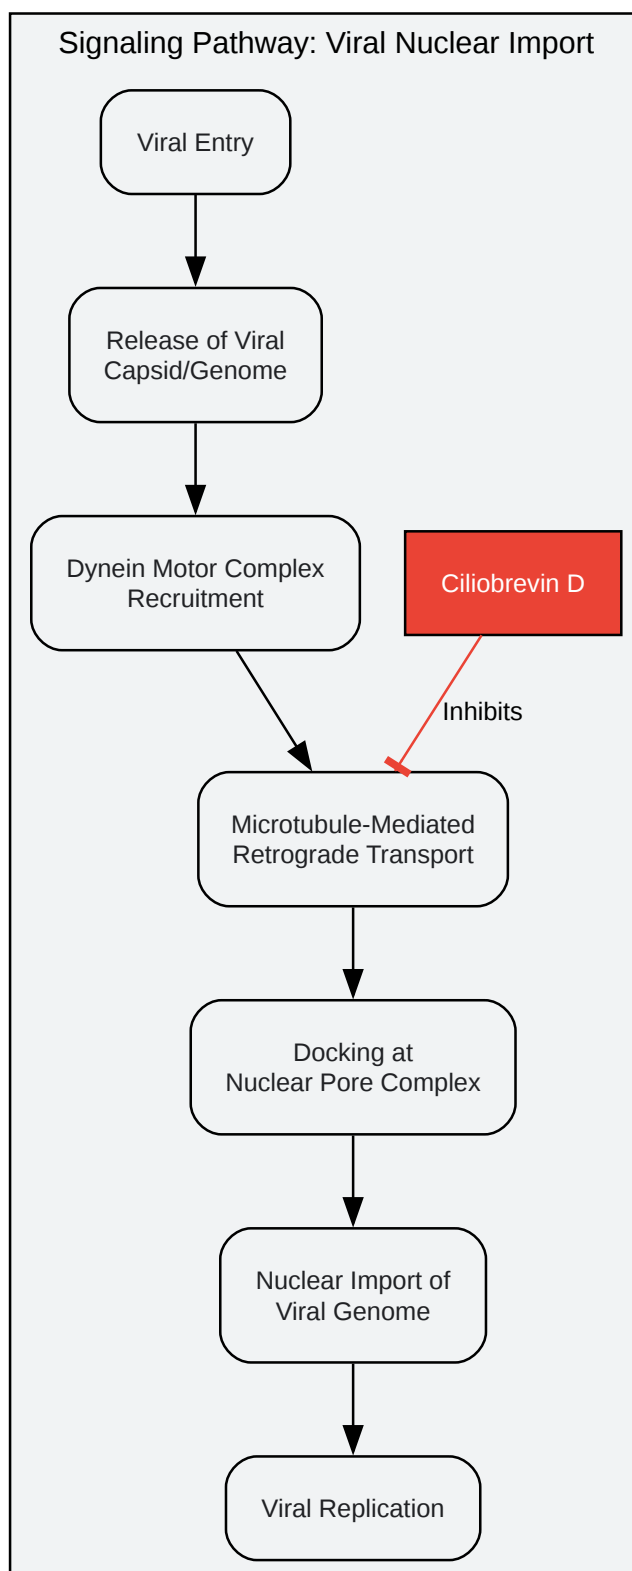 Signaling Pathway: Viral Nuclear Import
Viral Entry
Release of Viral
Capsid/Genome
Dynein Motor Complex
Recruitment
Ciliobrevin D
Inhibits
Microtubule-Mediated
Retrograde Transport
Docking at
Nuclear Pore Complex
Nuclear Import of
Viral Genome
Viral Replication